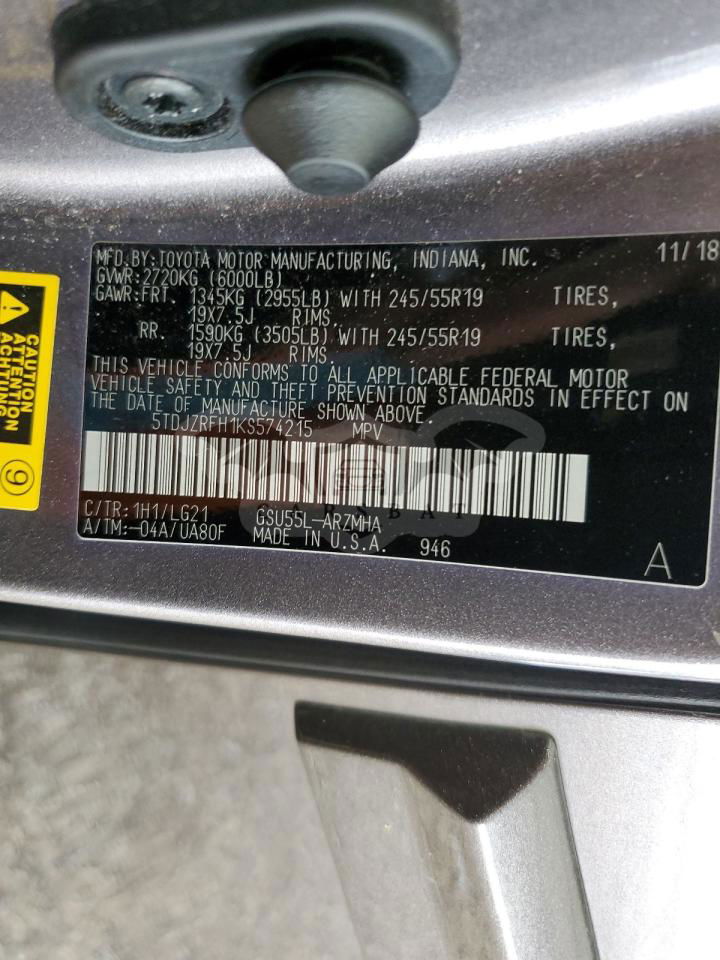 MFD.BY:TOYOTA MOTOR MANUFACTURING, INDIANA, INC. 11/18
GVWR:2720KG (6000LB)
GAWR:FRT. 1345KG (2955LB) WITH 245/55R19 TIRES,
19X7.5J RIMS.
RR. 1590KG (3505LB) WITH 245/55R19 TIRES,
19X7.5J RIMS.
THIS VEHICLE CONFORMS TO ALL APPLICABLE FEDERAL MOTOR
VEHICLE SAFETY AND THEFT PREVENTION STANDARDS IN EFFECT ON
THE DATE OF MANUFACTURE SHOWN ABOVE.
5TDJZRFH1KS574215 MPV
C/TR:1H1/LG21 GSU55L-ARZMHA
A/TM:-04A/UA80F MADE IN U.S.A. 946
A
CAUTION
ATTENTION
ACHTUNG
9
CARSBAT